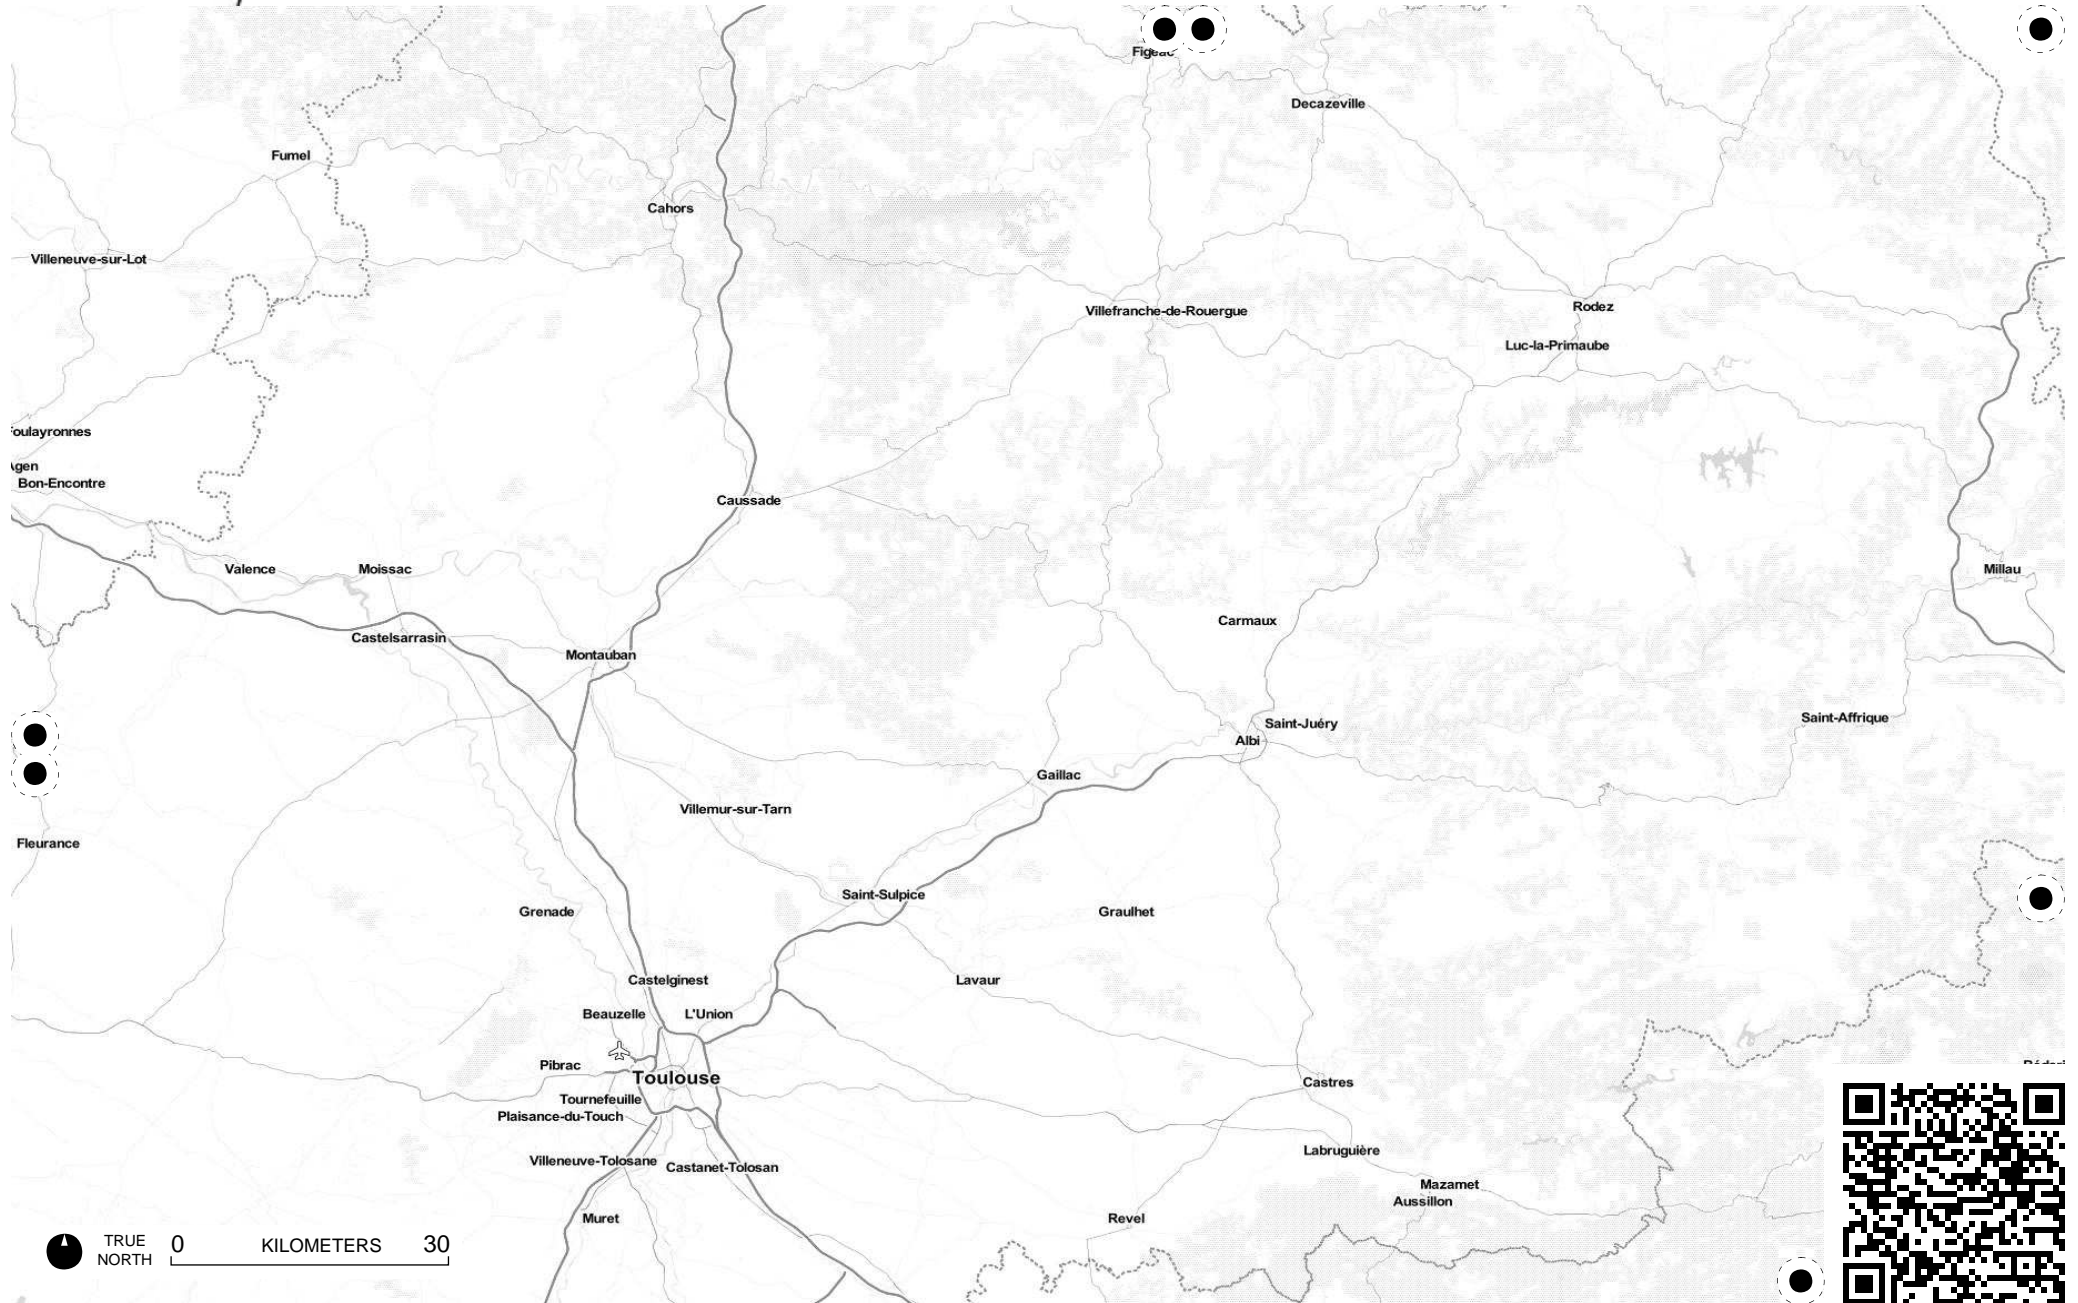 Figeac
Decazeville
Fumel
Cahors
Villeneuve-sur-Lot
Villefranche-de-Rouergue
Rodez
Luc-la-Primaube
oulayronnes
gen
Bon-Encontre
Caussade
Valence
Moissac
Millau
Carmaux
Castelsarrasin
Montauban
Saint-Affrique
Saint-Juéry
Albi
Gaillac
Villemur-sur-Tarn
Fleurance
Saint-Sulpice
Grenade
Graulhet
Castelginest
Lavaur
Beauzelle
L'Union
Pibrac
Toulouse
Castres
Tournefeuille
Plaisance-du-Touch
Labruguière
Villeneuve-Tolosane
Castanet-Tolosan
Mazamet
Aussillon
Muret
Revel
TRUE
NORTH
0 KILOMETERS 30